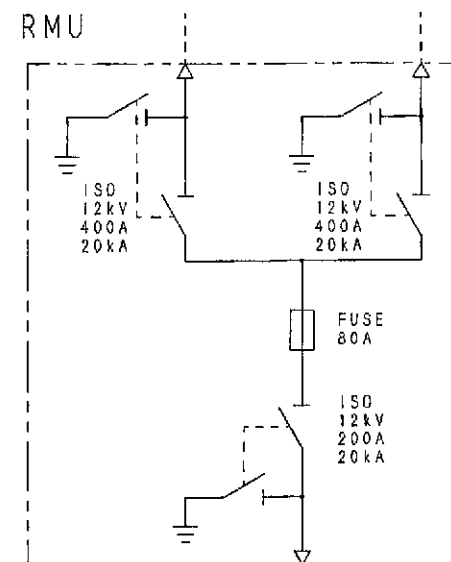 RMU
ISO
12kV
400A
20kA
ISO
12kV
400A
20kA
FUSE
80A
ISO
12kV
200A
20kA